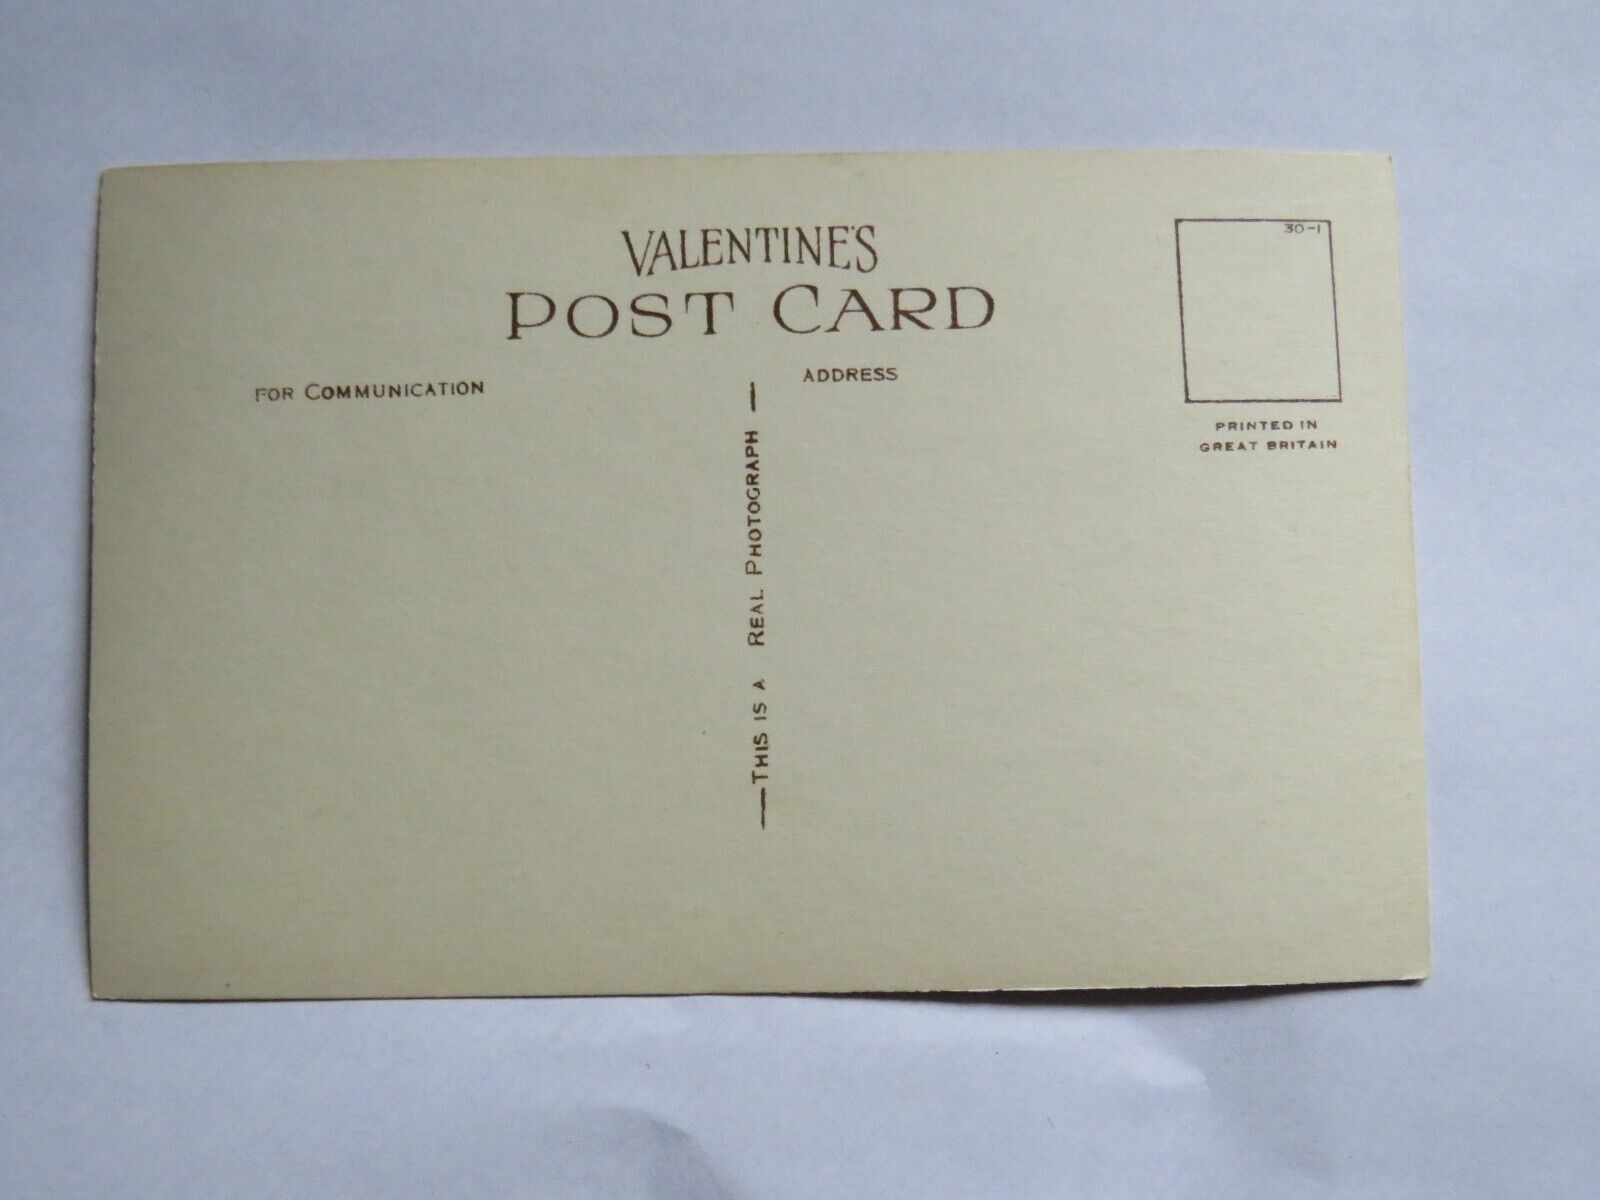 VALENTINE'S
POST CARD
30-1
FOR COMMUNICATION
ADDRESS
PRINTED IN
GREAT BRITAIN
—THIS IS A REAL PHOTOGRAPH —